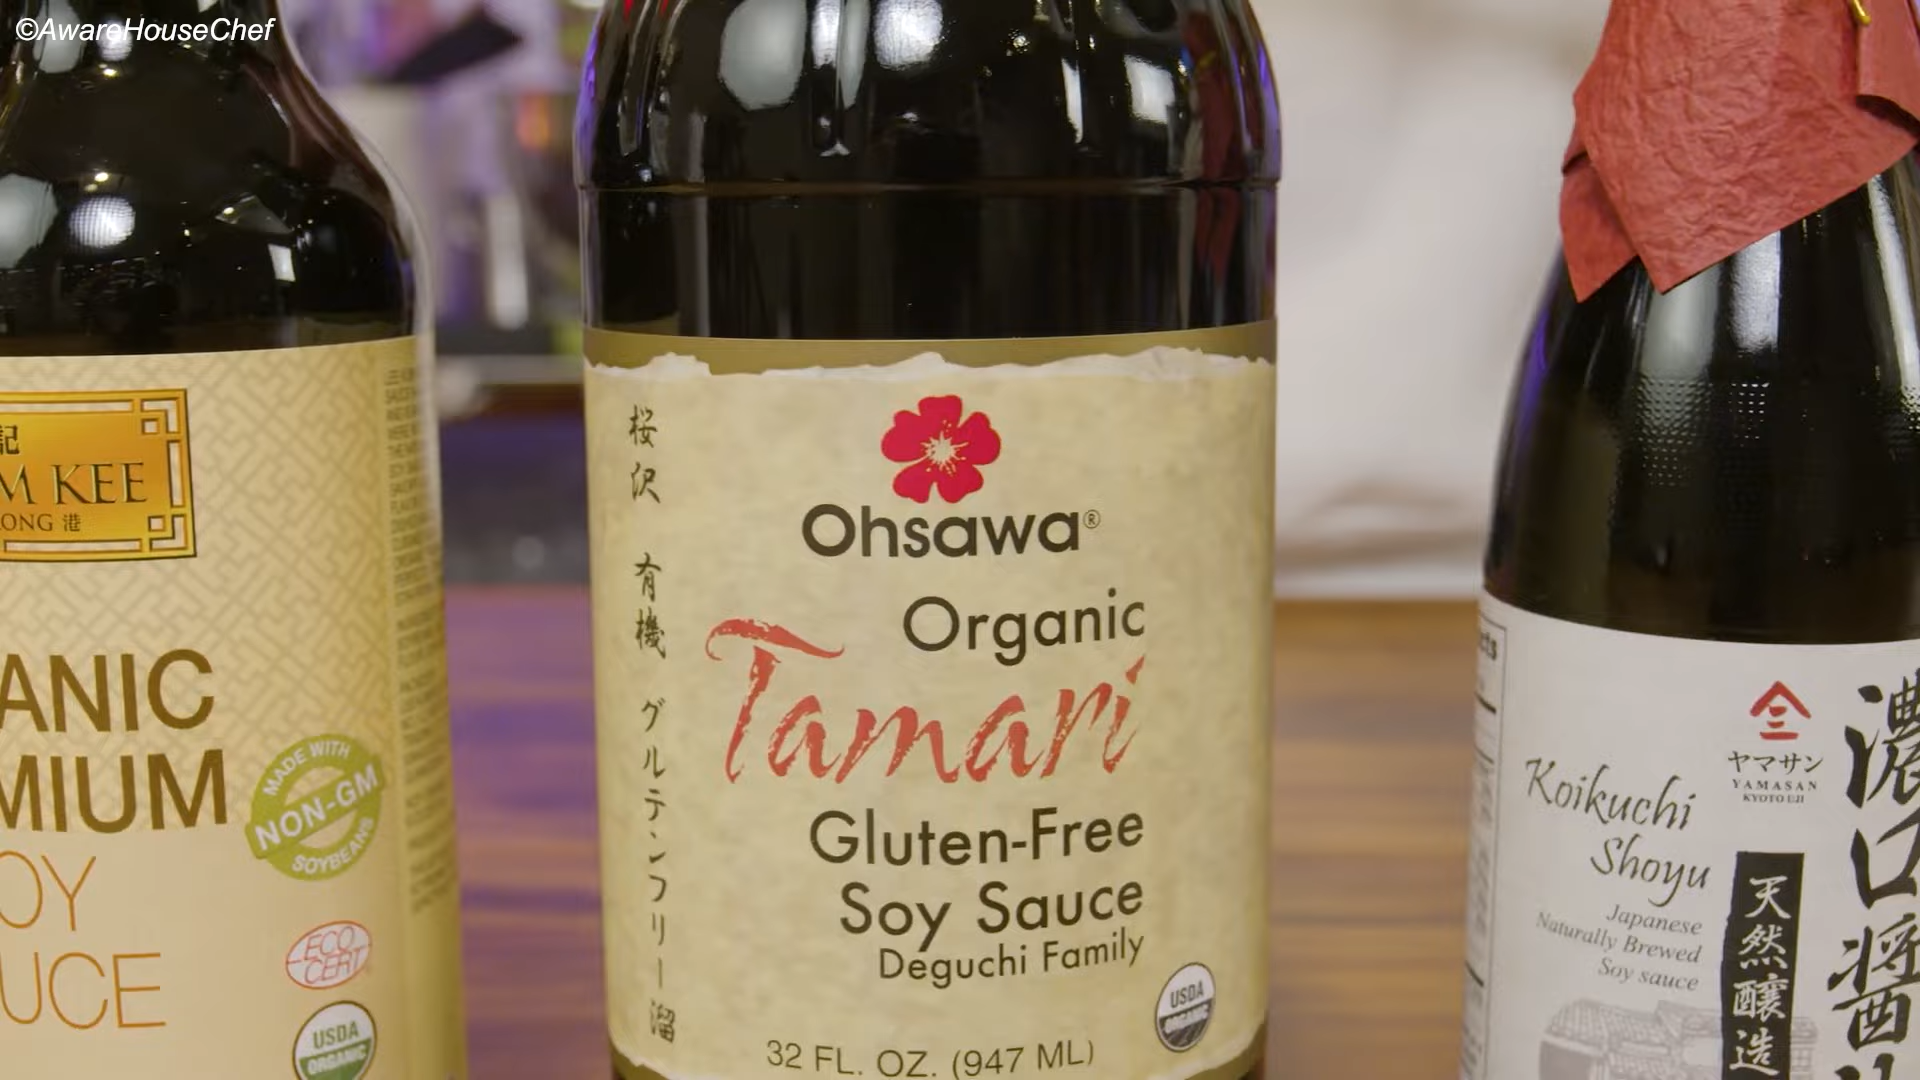 ©AwareHouseChef
記
M KEE
ONG 港
ANIC
MIUM
OY
UCE
MADE WITH
NON-GM
SOYBEANS
ECO
CERT
USDA
ORGANIC
桜沢 有機 グルテンフリー 溜
Ohsawa®
Organic
Tamari
Gluten-Free
Soy Sauce
Deguchi Family
USDA
ORGANIC
32 FL. OZ. (947 ML)
ヤマサン
YAMASAN
KYOTO UJI
Koikuchi
Shoyu
Japanese
Naturally Brewed
Soy sauce
天然醸造
濃口醤油